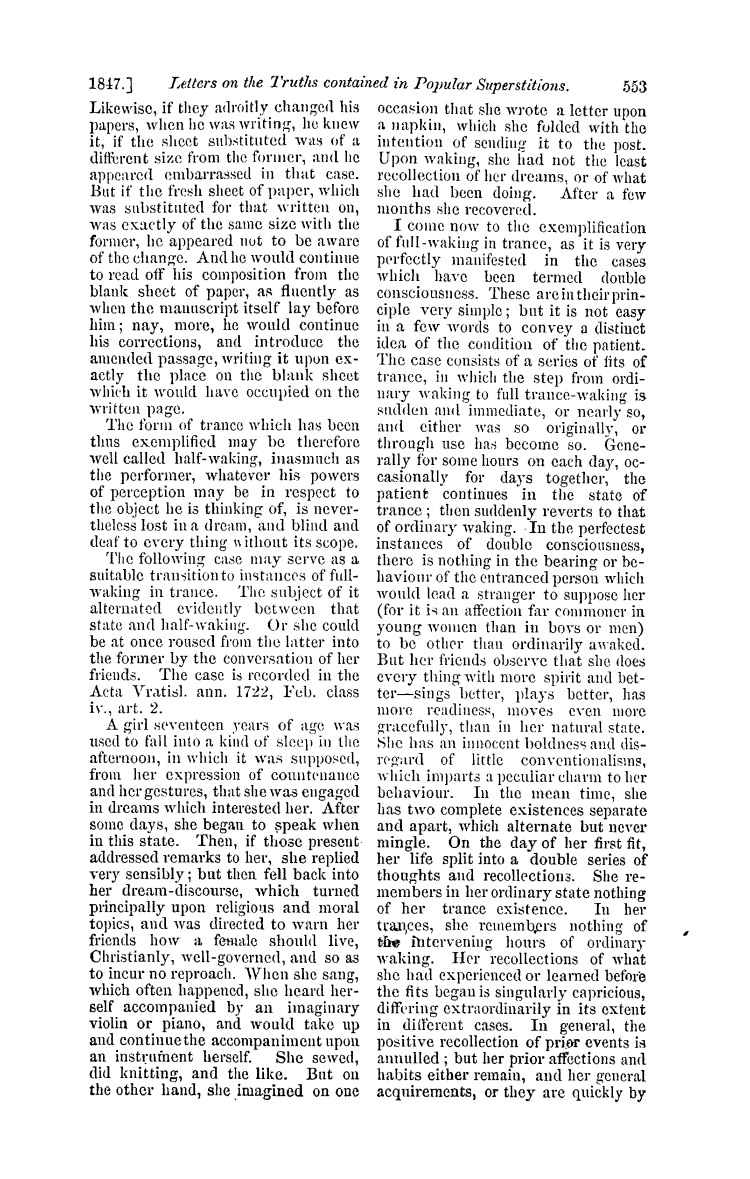 1847.] Letters on the Truths contained in Popular Superstitions. 553
Likewise, if they adroitly changed his
papers, when he was writing, he knew
it, if the sheet substituted was of a
different size from the former, and he
appeared embarrassed in that case.
But if the fresh sheet of paper, which
was substituted for that written on,
was exactly of the same size with the
former, he appeared not to be aware
of the change. And he would continue
to read off his composition from the
blank sheet of paper, as fluently as
when the manuscript itself lay before
him; nay, more, he would continue
his corrections, and introduce the
amended passage, writing it upon ex-
actly the place on the blank sheet
which it would have occupied on the
written page.
The form of trance which has been
thus exemplified may be therefore
well called half-waking, inasmuch as
the performer, whatever his powers
of perception may be in respect to
the object he is thinking of, is never-
theless lost in a dream, and blind and
deaf to every thing without its scope.
The following case may serve as a
suitable transition to instances of full-
waking in trance. The subject of it
alternated evidently between that
state and half-waking. Or she could
be at once roused from the latter into
the former by the conversation of her
friends. The case is recorded in the
Acta Vratisl. ann. 1722, Feb. class
iv., art. 2.
A girl seventeen years of age was
used to fall into a kind of sleep in the
afternoon, in which it was supposed,
from her expression of countenance
and her gestures, that she was engaged
in dreams which interested her. After
some days, she began to speak when
in this state. Then, if those present
addressed remarks to her, she replied
very sensibly; but then fell back into
her dream-discourse, which turned
principally upon religious and moral
topics, and was directed to warn her
friends how a female should live,
Christianly, well-governed, and so as
to incur no reproach. When she sang,
which often happened, she heard her-
self accompanied by an imaginary
violin or piano, and would take up
and continue the accompaniment upon
an instrument herself. She sewed,
did knitting, and the like. But on
the other hand, she imagined on one
occasion that she wrote a letter upon
a napkin, which she folded with the
intention of sending it to the post.
Upon waking, she had not the least
recollection of her dreams, or of what
she had been doing. After a few
months she recovered.
I come now to the exemplification
of full-waking in trance, as it is very
perfectly manifested in the cases
which have been termed double
consciousness. These are in their prin-
ciple very simple; but it is not easy
in a few words to convey a distinct
idea of the condition of the patient.
The case consists of a series of fits of
trance, in which the step from ordi-
nary waking to full trance-waking is
sudden and immediate, or nearly so,
and either was so originally, or
through use has become so. Gene-
rally for some hours on each day, oc-
casionally for days together, the
patient continues in the state of
trance; then suddenly reverts to that
of ordinary waking. In the perfectest
instances of double consciousness,
there is nothing in the bearing or be-
haviour of the entranced person which
would lead a stranger to suppose her
(for it is an affection far commoner in
young women than in boys or men)
to be other than ordinarily awaked.
But her friends observe that she does
every thing with more spirit and bet-
ter—sings better, plays better, has
more readiness, moves even more
gracefully, than in her natural state.
She has an innocent boldness and dis-
regard of little conventionalisms,
which imparts a peculiar charm to her
behaviour. In the mean time, she
has two complete existences separate
and apart, which alternate but never
mingle. On the day of her first fit,
her life split into a double series of
thoughts and recollections. She re-
members in her ordinary state nothing
of her trance existence. In her
trances, she remembers nothing of
the intervening hours of ordinary
waking. Her recollections of what
she had experienced or learned before
the fits began is singularly capricious,
differing extraordinarily in its extent
in different cases. In general, the
positive recollection of prior events is
annulled; but her prior affections and
habits either remain, and her general
acquirements, or they are quickly by